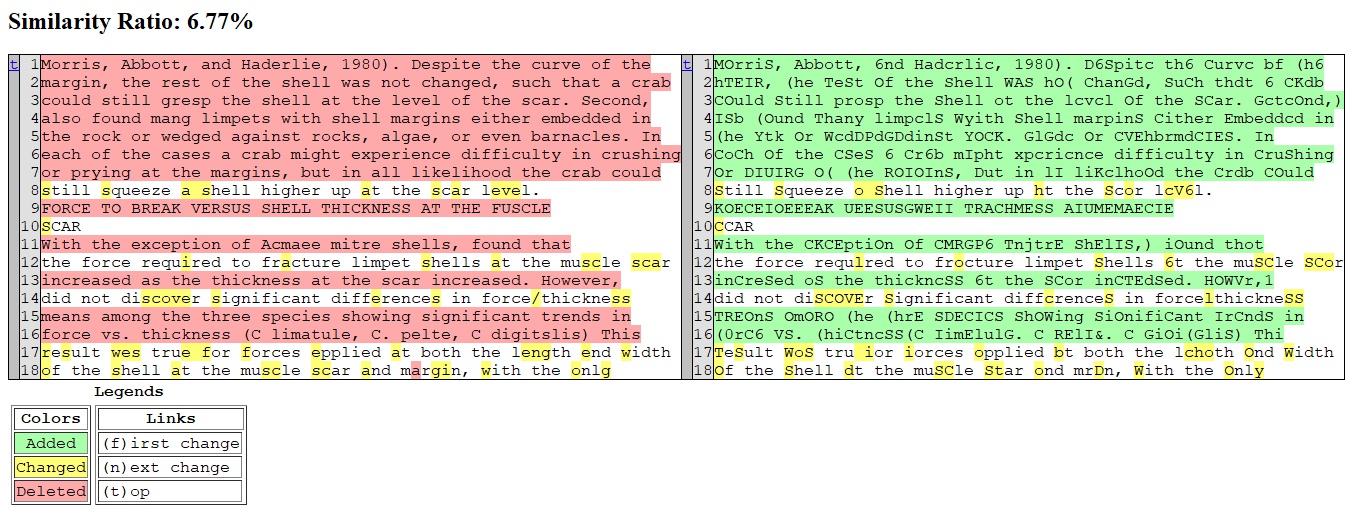 Similarity Ratio: 6.77%
t 1 Morris, Abbott, and Haderlie, 1980). Despite the curve of the
2 margin, the rest of the shell was not changed, such that a crab
3 could still gresp the shell at the level of the scar. Second,
4 also found mang limpets with shell margins either embedded in
5 the rock or wedged against rocks, algae, or even barnacles. In
6 each of the cases a crab might experience difficulty in crushing
7 or prying at the margins, but in all likelihood the crab could
8 still squeeze a shell higher up at the scar level.
9 FORCE TO BREAK VERSUS SHELL THICKNESS AT THE FUSCLE
10 SCAR
11 With the exception of Acmaee mitre shells, found that
12 the force required to fracture limpet shells at the muscle scar
13 increased as the thickness at the scar increased. However,
14 did not discover significant differences in force/thickness
15 means among the three species showing significant trends in
16 force vs. thickness (C limatule, C. pelte, C digitslis) This
17 result wes true for forces epplied at both the length end width
18 of the shell at the muscle scar and margin, with the onlg
t 1 MOrriS, Abbott, 6nd Hadcrlic, 1980). D6Spitc th6 Curvc bf (h6
2 hTEIR, (he TeSt Of the Shell WAS hO( ChanGd, SuCh thdt 6 CKdb
3 COuld Still prosp the Shell ot the lcvcl Of the SCar. GctcOnd,)
4 ISb (Ound Thany limpclS Wyith Shell marpinS Cither Embeddcd in
5 (he Ytk Or WcdDPdGDdinSt YOCK. GlGdc Or CVEhbrmdCIES. In
6 CoCh Of the CSeS 6 Cr6b mIpht xpcricnce difficulty in CruShing
7 Or DIUIRG O( (he ROIOInS, Dut in lI liKclhoOd the Crdb COuld
8 Still Squeeze o Shell higher up ht the Scor lcV6l.
9 KOECEIOEEEAK UEESUSGWEII TRACHMESS AIUMEMAECIE
10 CCAR
11 With the CKCEptiOn Of CMRGP6 TnjtrE ShElIS,) iOund thot
12 the force requlred to frocture limpet Shells 6t the muSCle SCor
13 inCreSed oS the thickncSS 6t the SCor incTEdSed. HOWVr,1
14 did not diSCOVEr Significant diffcrenceS in forcelthickneSS
15 TREOnS OmORO (he (hrE SDECICS ShOWing SiOnifiCant IrCndS in
16 (0rC6 VS. (hiCtncSS(C IimElulG. C RElI&. C GiOi(GliS) Thi
17 TeSult WoS tru ior iorces opplied bt both the lchoth Ond Width
18 Of the Shell dt the muSCle Star ond mrDn, With the Only
Legends
Colors
Added
Changed
Deleted
Links
(f)irst change
(n)ext change
(t)op